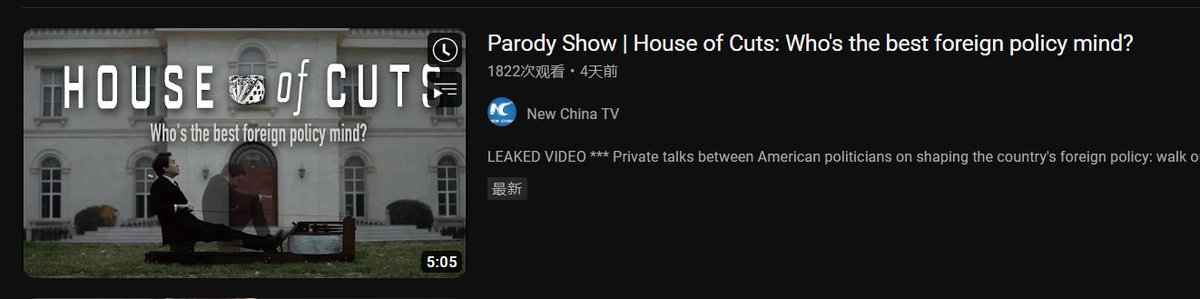 HOUSE of CUTS
Who's the best foreign policy mind?
5:05
Parody Show | House of Cuts: Who's the best foreign policy mind?
1822次观看 • 4天前
New China TV
LEAKED VIDEO *** Private talks between American politicians on shaping the country's foreign policy: walk o
最新